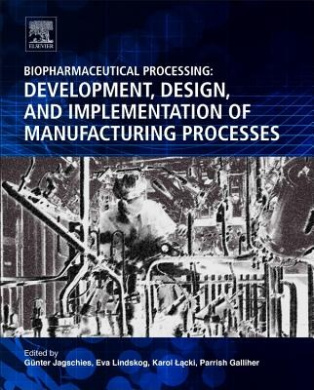 ELSEVIER
BIOPHARMACEUTICAL PROCESSING:
DEVELOPMENT, DESIGN,
AND IMPLEMENTATION OF
MANUFACTURING PROCESSES
Edited by
Günter Jagschies, Eva Lindskog, Karol Łącki, Parrish Galliher